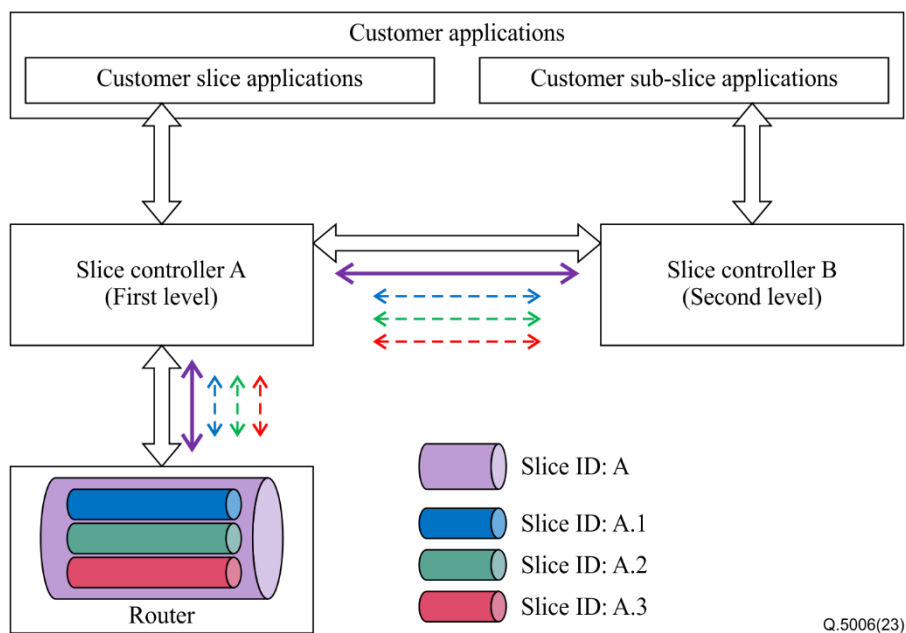 Customer applications
Customer slice applications
Customer sub-slice applications
Slice controller A
(First level)
Slice controller B
(Second level)
Slice ID: A
Slice ID: A.1
Slice ID: A.2
Slice ID: A.3
Router
Q.5006(23)